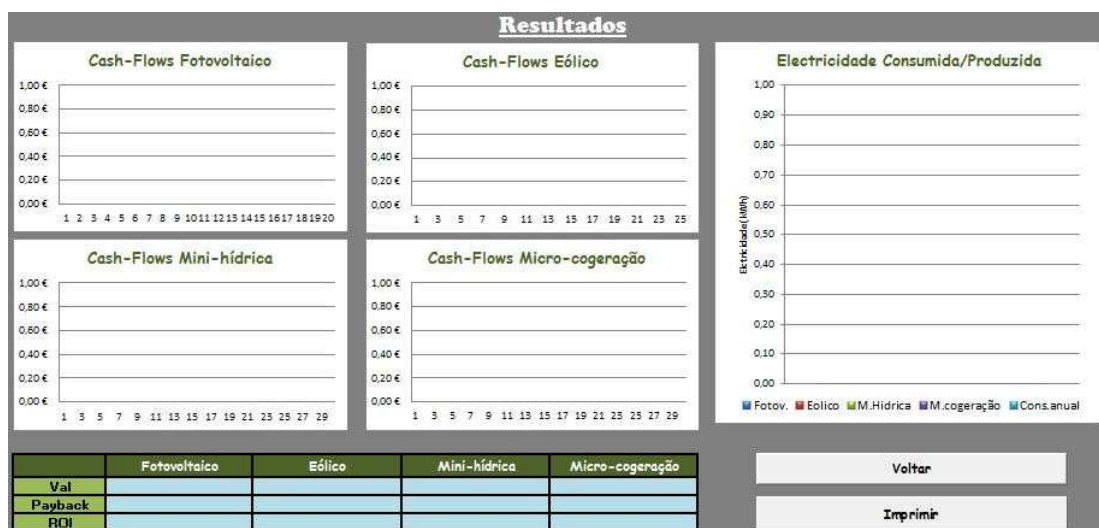 Resultados
Cash-Flows Fotovoltaico
1,00 €
0,80 €
0,60 €
0,40 €
0,20 €
0,00 €
1 2 3 4 5 6 7 8 9 10 11 12 13 14 15 16 17 18 19 20
Cash-Flows Eólico
1,00 €
0,80 €
0,60 €
0,40 €
0,20 €
0,00 €
1 3 5 7 9 11 13 15 17 19 21 23 25
Electricidade Consumida/Produzida
1,00
0,90
0,80
0,70
0,60
0,50
0,40
0,30
0,20
0,10
0,00
Elctricidade (kWh)
Fotov. Eolico M.Hidrica M.cogeração Cons.anual
Cash-Flows Mini-hídrica
1,00 €
0,80 €
0,60 €
0,40 €
0,20 €
0,00 €
1 3 5 7 9 11 13 15 17 19 21 23 25 27 29
Cash-Flows Micro-cogeração
1,00 €
0,80 €
0,60 €
0,40 €
0,20 €
0,00 €
1 3 5 7 9 11 13 15 17 19 21 23 25 27 29
Fotovoltaico Eólico Mini-hídrica Micro-cogeração
Val
Payback
ROI
Voltar
Imprimir